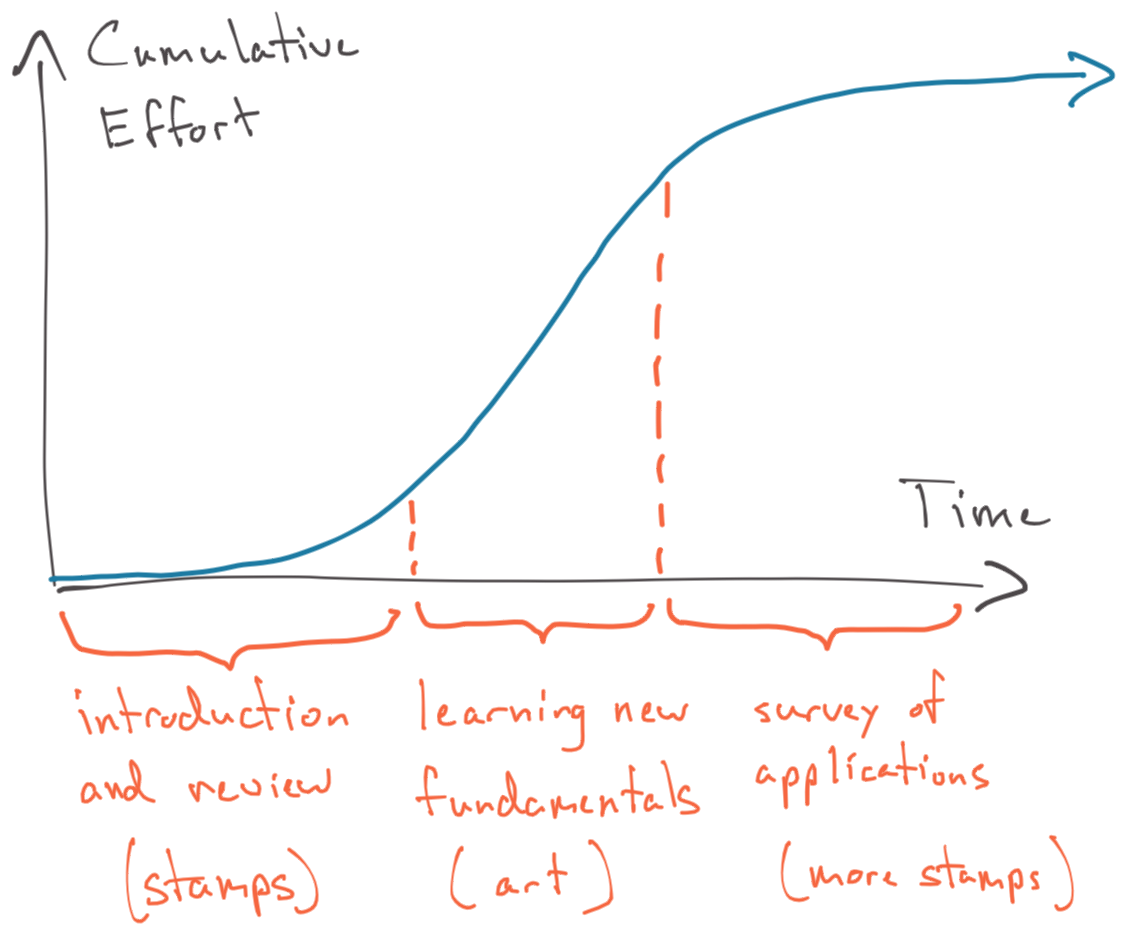 Cumulative
Effort
Time
introduction
and review
(stamps)
learning new
fundamentals
(art)
survey of
applications
(more stamps)